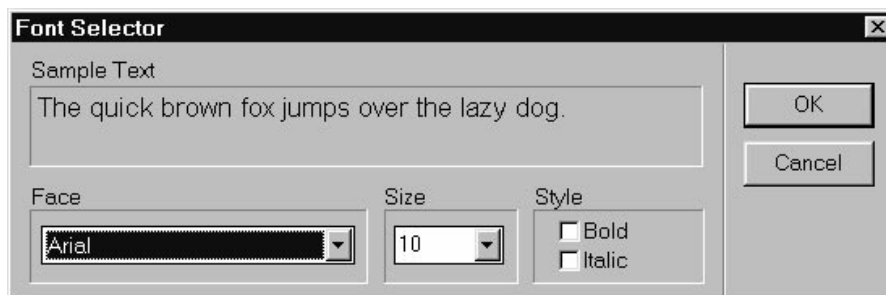 Font Selector
Sample Text
The quick brown fox jumps over the lazy dog.
OK
Cancel
Face
Size
Style
Arial
10
Bold
Italic